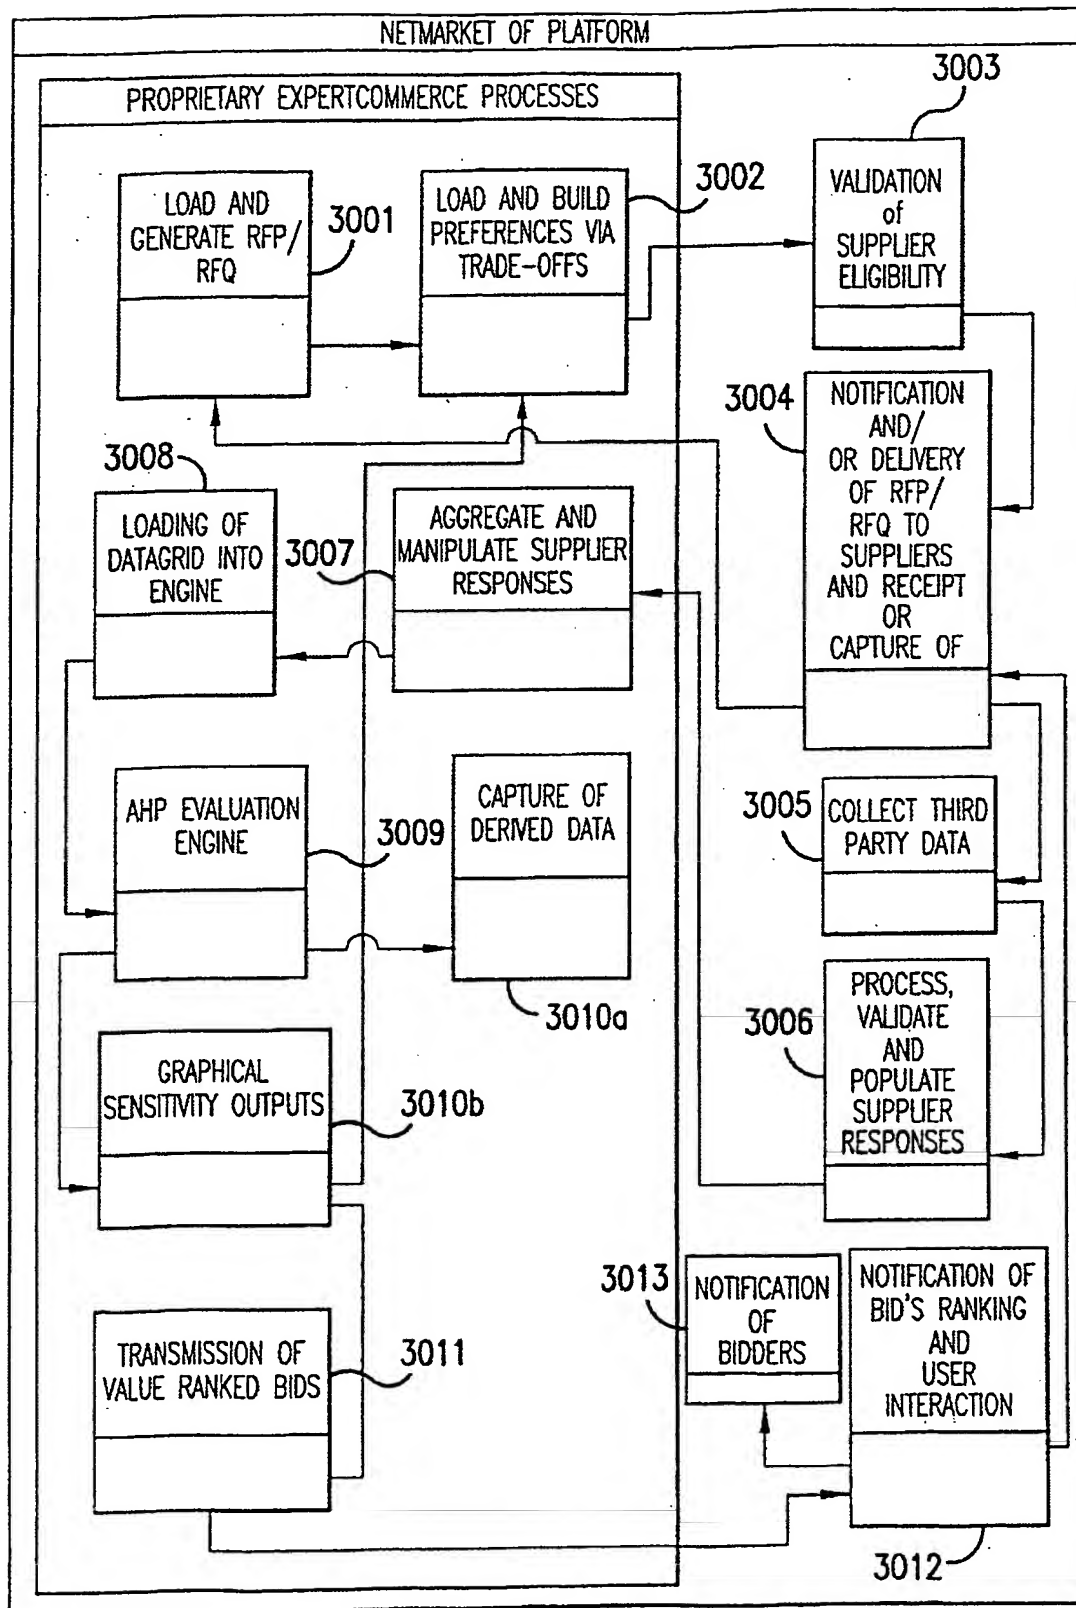 NETMARKET OF PLATFORM
PROPRIETARY EXPERTCOMMERCE PROCESSES
LOAD AND
GENERATE RFP/
RFQ
3001
LOAD AND BUILD
PREFERENCES VIA
TRADE-OFFS
3002
3003
VALIDATION
of
SUPPLIER
ELIGIBILITY
3004
NOTIFICATION
AND/
OR DELIVERY
OF RFP/
RFQ TO
SUPPLIERS
AND RECEIPT
OR
CAPTURE OF
3008
LOADING OF
DATAGRID INTO
ENGINE
3007
AGGREGATE AND
MANIPULATE SUPPLIER
RESPONSES
AHP EVALUATION
ENGINE
3009
CAPTURE OF
DERIVED DATA
3010a
3005
COLLECT THIRD
PARTY DATA
3006
PROCESS,
VALIDATE
AND
POPULATE
SUPPLIER
RESPONSES
GRAPHICAL
SENSITIVITY OUTPUTS
3010b
TRANSMISSION OF
VALUE RANKED BIDS
3011
3013
NOTIFICATION
OF
BIDDERS
NOTIFICATION OF
BID'S RANKING
AND
USER
INTERACTION
3012